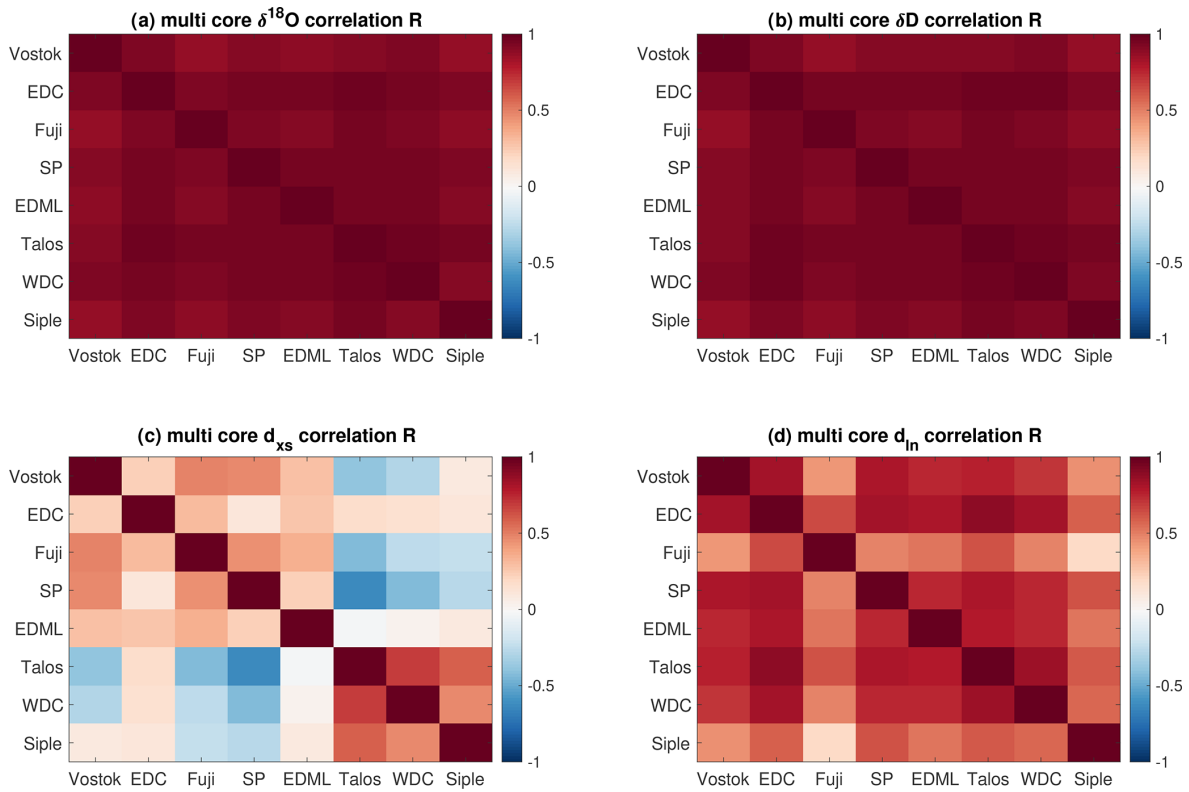 (a) multi core δ¹⁸O correlation R
Vostok
EDC
Fuji
SP
EDML
Talos
WDC
Siple
Vostok EDC Fuji SP EDML Talos WDC Siple
1
0.5
0
-0.5
-1
(b) multi core δD correlation R
Vostok
EDC
Fuji
SP
EDML
Talos
WDC
Siple
Vostok EDC Fuji SP EDML Talos WDC Siple
1
0.5
0
-0.5
-1
(c) multi core d_xs correlation R
Vostok
EDC
Fuji
SP
EDML
Talos
WDC
Siple
Vostok EDC Fuji SP EDML Talos WDC Siple
1
0.5
0
-0.5
-1
(d) multi core d_ln correlation R
Vostok
EDC
Fuji
SP
EDML
Talos
WDC
Siple
Vostok EDC Fuji SP EDML Talos WDC Siple
1
0.5
0
-0.5
-1